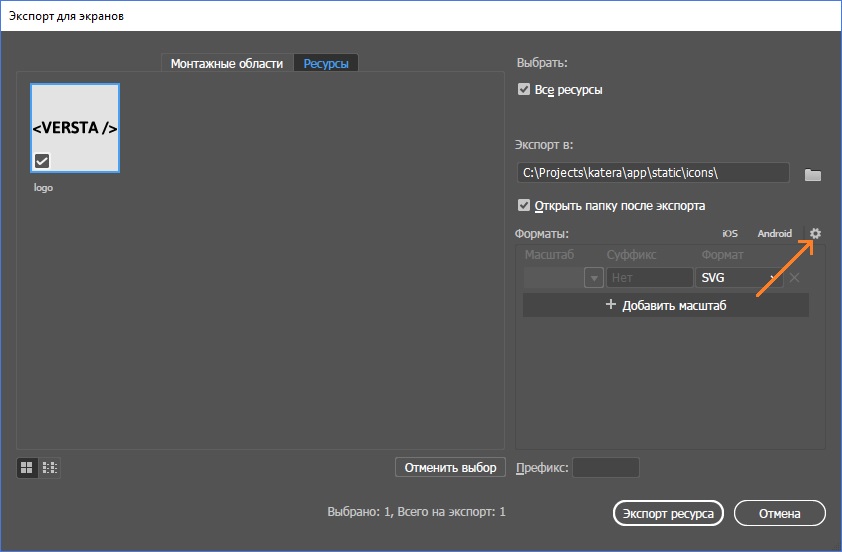 Экспорт для экранов
Монтажные области Ресурсы
Выбрать:
Все ресурсы
<VERSTA />
logo
Экспорт в:
C:\Projects\katera\app\static\icons\
Открыть папку после экспорта
Форматы: iOS Android
Масштаб Суффикс Формат
Нет SVG
+ Добавить масштаб
Отменить выбор Префикс:
Выбрано: 1, Всего на экспорт: 1
Экспорт ресурса Отмена